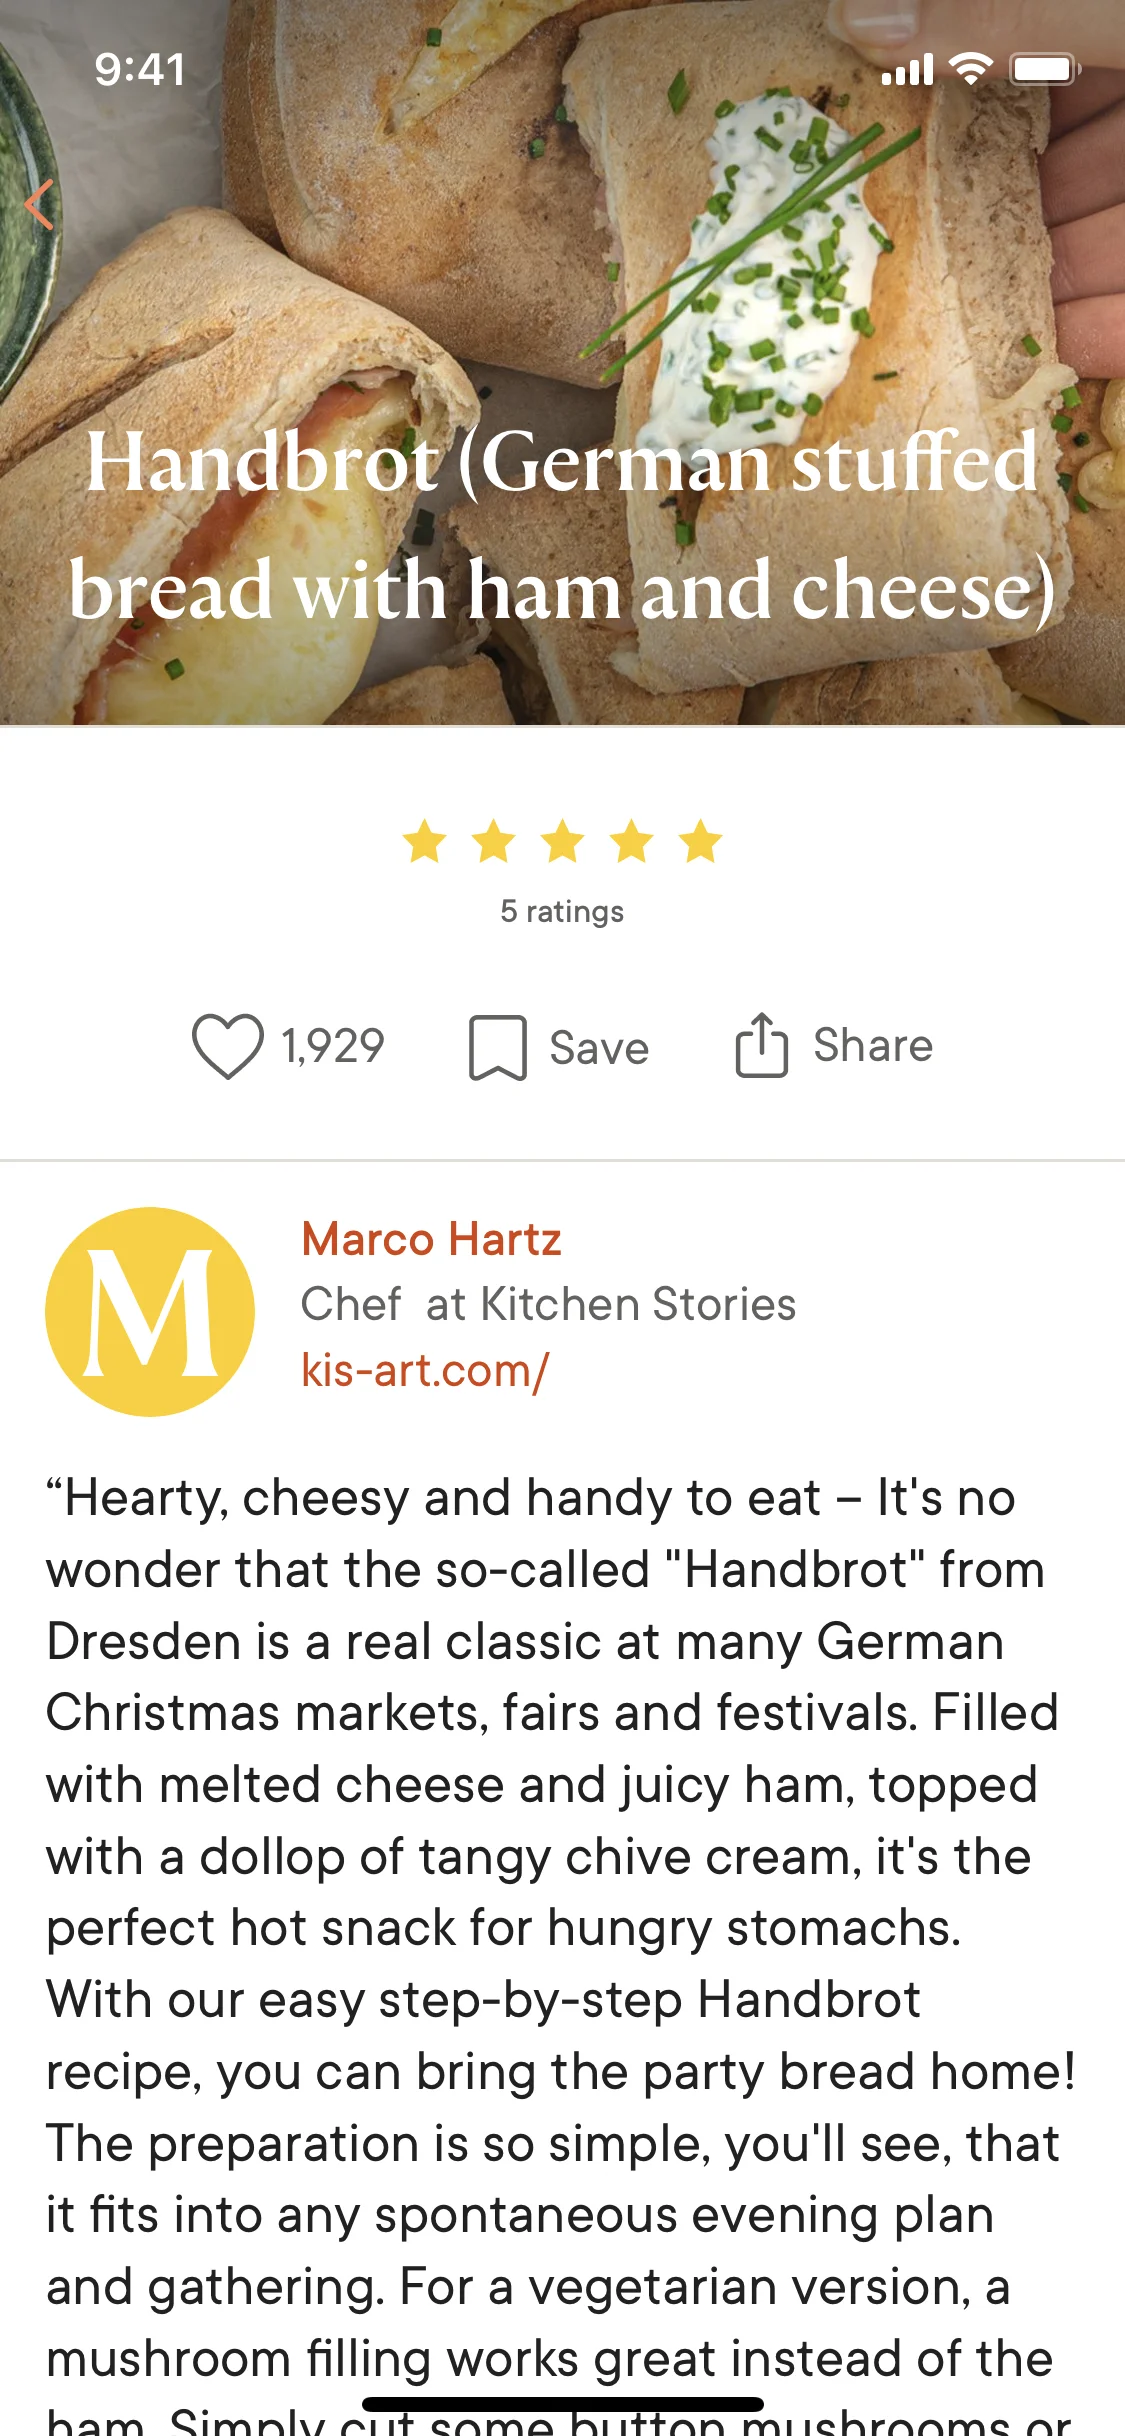 9:41
Handbrot (German stuffed
bread with ham and cheese)
5 ratings
1,929 Save Share
M
Marco Hartz
Chef  at Kitchen Stories
kis-art.com/
“Hearty, cheesy and handy to eat – It's no
wonder that the so-called "Handbrot" from
Dresden is a real classic at many German
Christmas markets, fairs and festivals. Filled
with melted cheese and juicy ham, topped
with a dollop of tangy chive cream, it's the
perfect hot snack for hungry stomachs.
With our easy step-by-step Handbrot
recipe, you can bring the party bread home!
The preparation is so simple, you'll see, that
it fits into any spontaneous evening plan
and gathering. For a vegetarian version, a
mushroom filling works great instead of the
ham. Simply cut some button mushrooms or